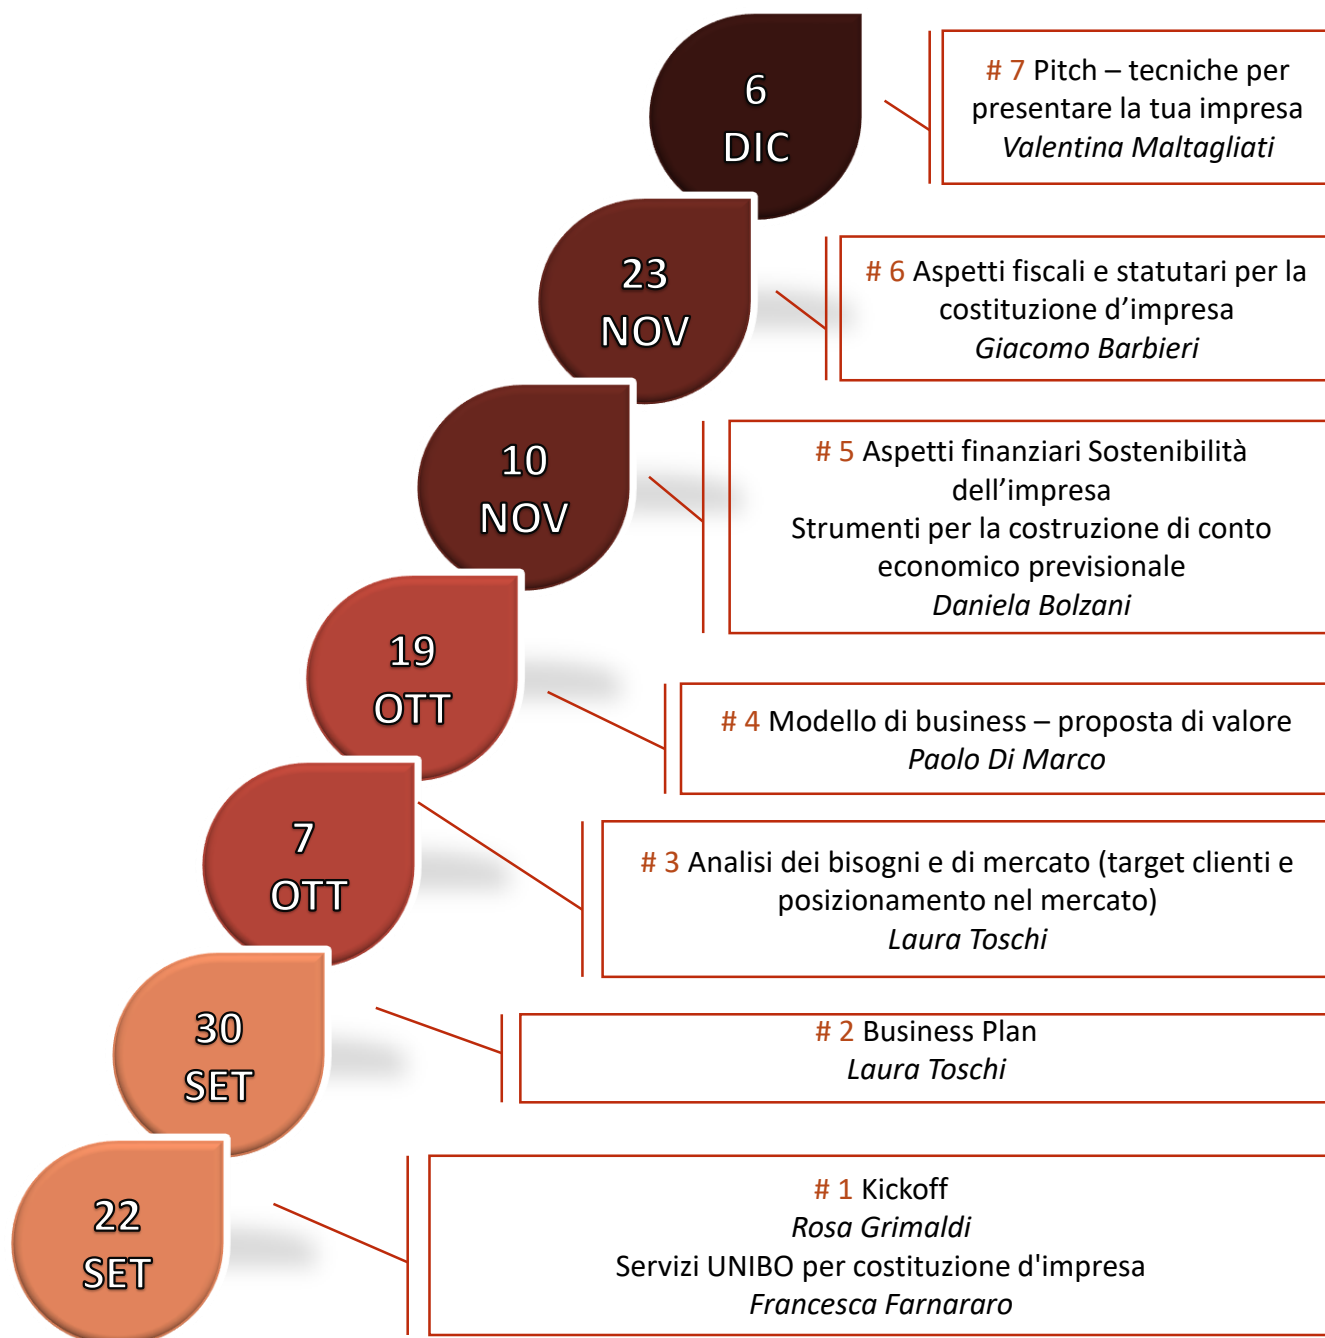 6
DIC
# 7 Pitch – tecniche per
presentare la tua impresa
Valentina Maltagliati
23
NOV
# 6 Aspetti fiscali e statutari per la
costituzione d’impresa
Giacomo Barbieri
10
NOV
# 5 Aspetti finanziari Sostenibilità
dell’impresa
Strumenti per la costruzione di conto
economico previsionale
Daniela Bolzani
19
OTT
# 4 Modello di business – proposta di valore
Paolo Di Marco
7
OTT
# 3 Analisi dei bisogni e di mercato (target clienti e
posizionamento nel mercato)
Laura Toschi
30
SET
# 2 Business Plan
Laura Toschi
22
SET
# 1 Kickoff
Rosa Grimaldi
Servizi UNIBO per costituzione d'impresa
Francesca Farnararo